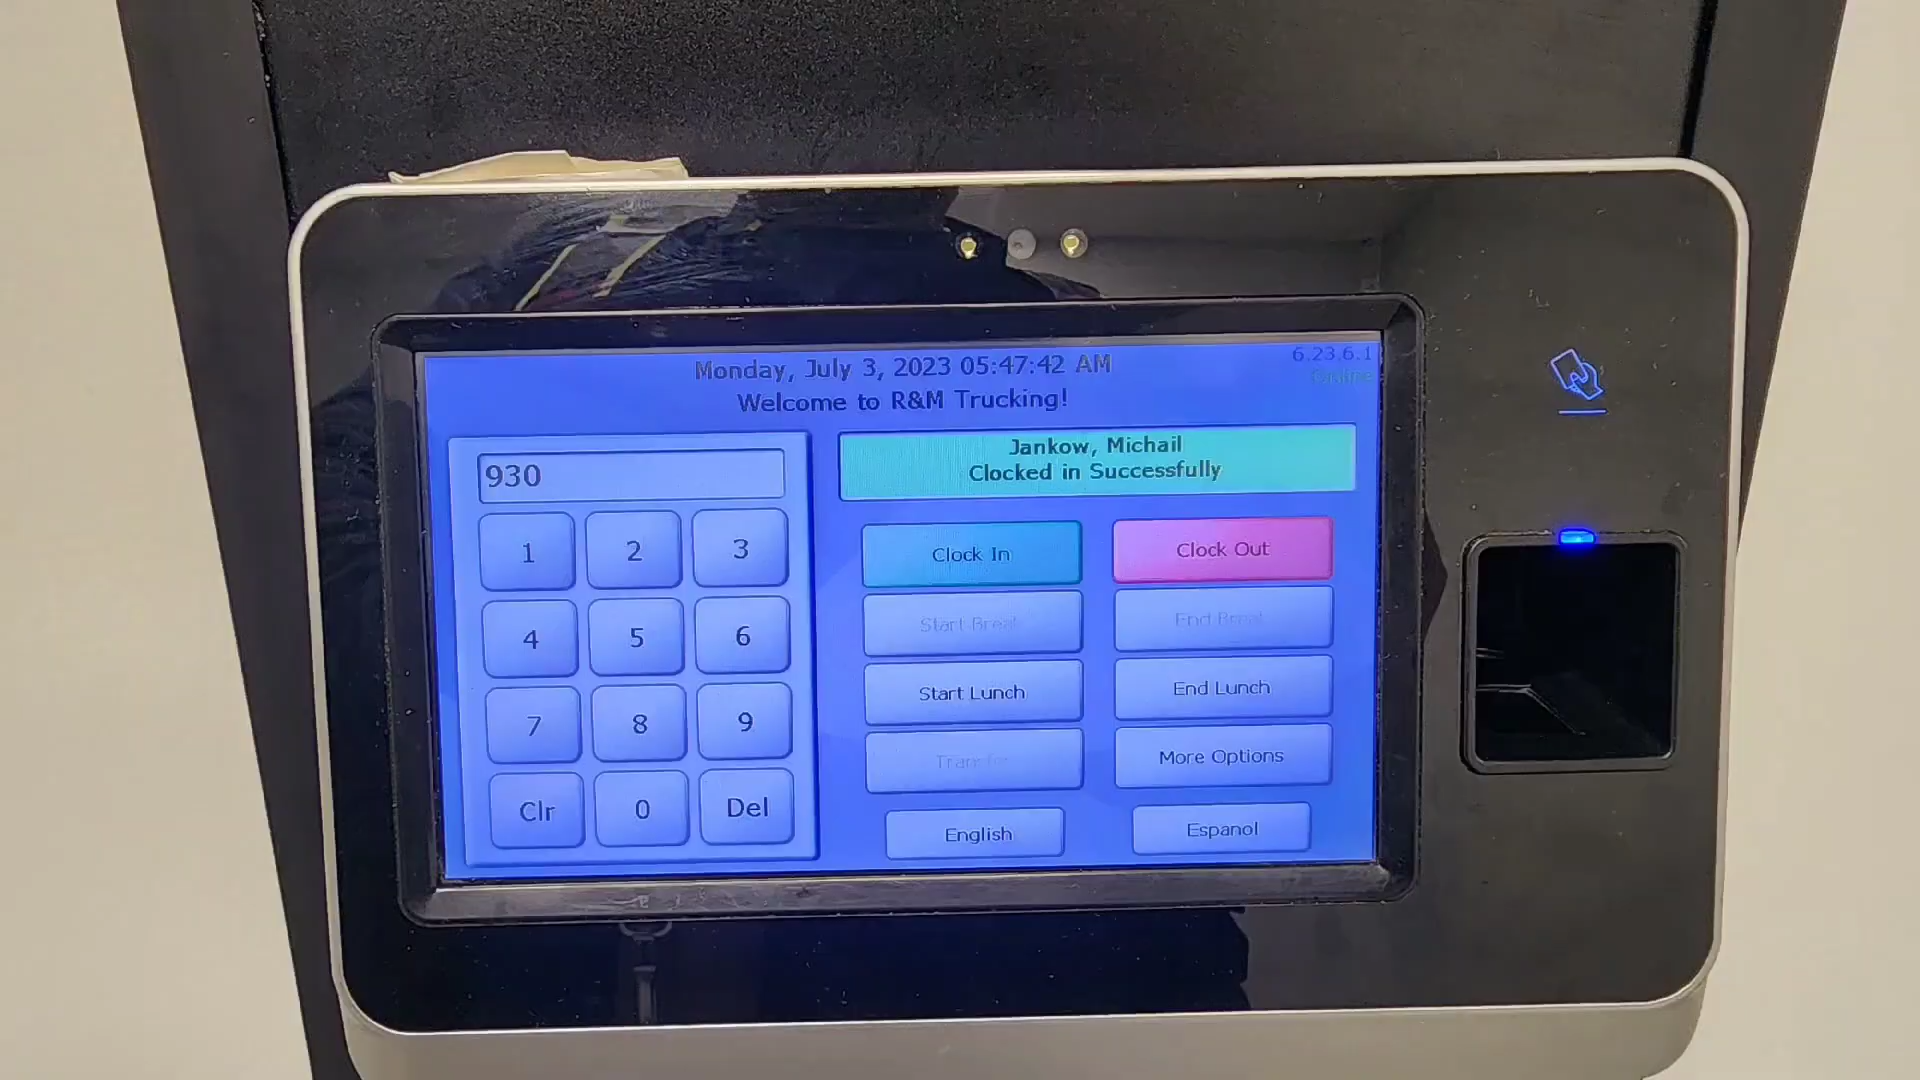 Monday, July 3, 2023 05:47:42 AM
6.23.6.1
Online
Welcome to R&M Trucking!
930
Jankow, Michail
Clocked in Successfully
1 2 3
4 5 6
7 8 9
Clr 0 Del
Clock In
Clock Out
Start Break
End Break
Start Lunch
End Lunch
Transfer
More Options
English
Espanol